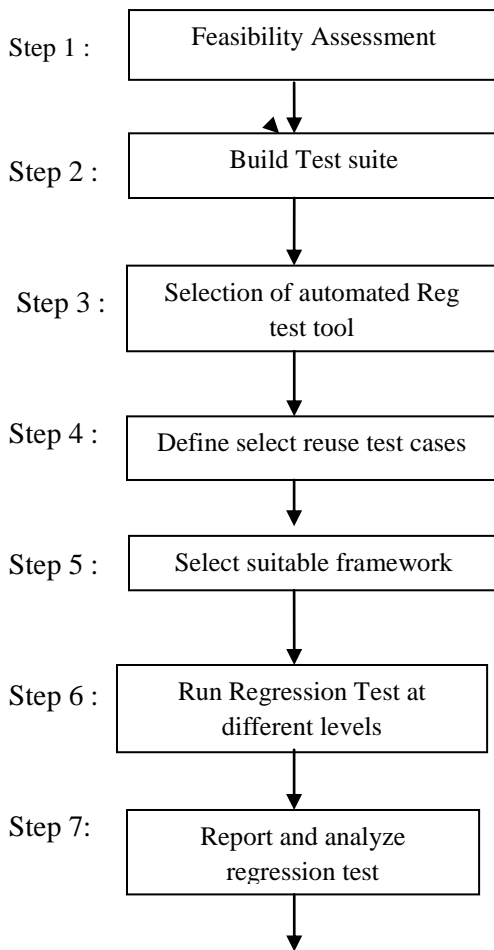 Step 1 :
Feasibility Assessment
Step 2 :
Build Test suite
Step 3 :
Selection of automated Reg
test tool
Step 4 :
Define select reuse test cases
Step 5 :
Select suitable framework
Step 6 :
Run Regression Test at
different levels
Step 7:
Report and analyze
regression test